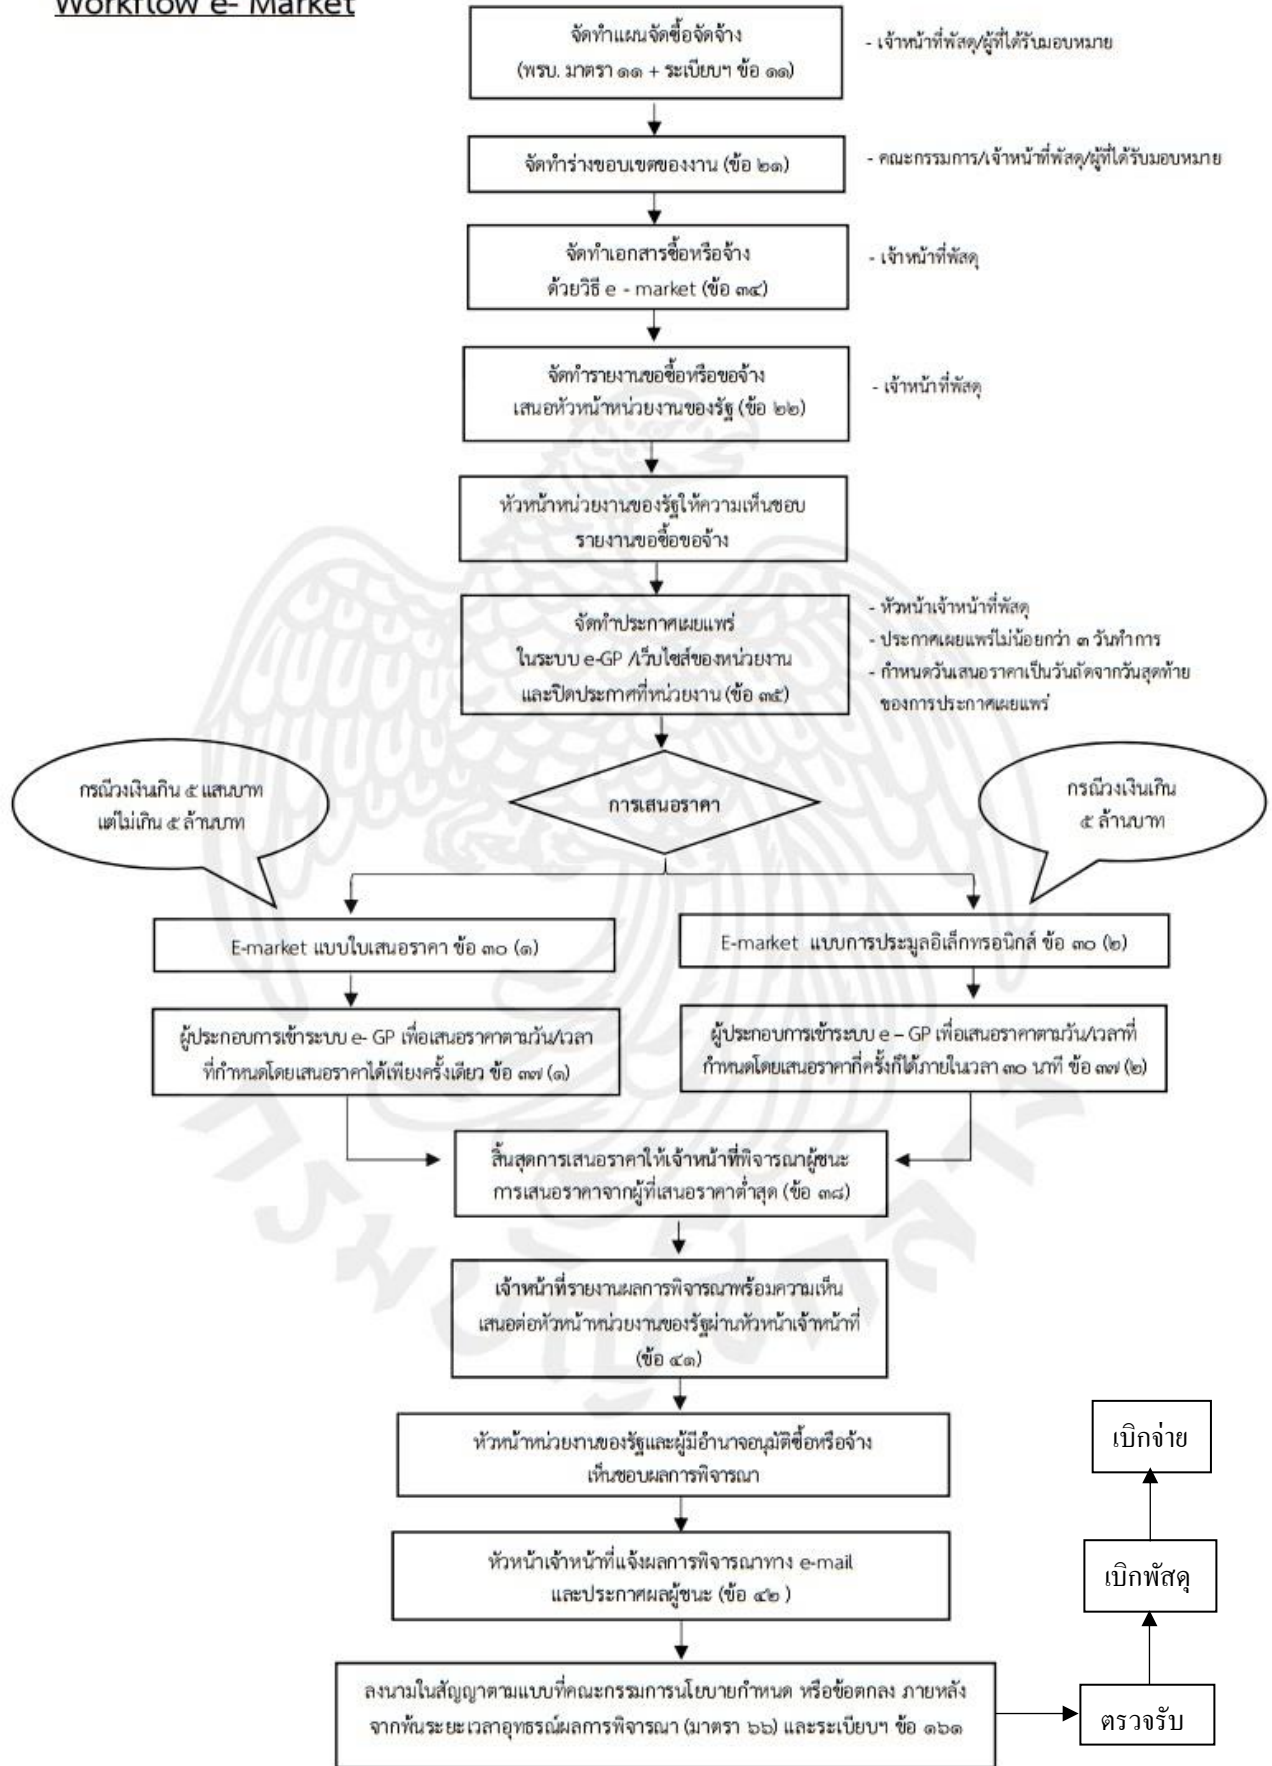 Workflow e- Market
จัดทำแผนจัดซื้อจัดจ้าง
(พรบ. มาตรา ๑๑ + ระเบียบฯ ข้อ ๑๑)
- เจ้าหน้าที่พัสดุ/ผู้ที่ได้รับมอบหมาย
จัดทำร่างขอบเขตของงาน (ข้อ ๒๑)
- คณะกรรมการ/เจ้าหน้าที่พัสดุ/ผู้ที่ได้รับมอบหมาย
จัดทำเอกสารซื้อหรือจ้าง
ด้วยวิธี e - market (ข้อ ๓๔)
- เจ้าหน้าที่พัสดุ
จัดทำรายงานขอซื้อหรือขอจ้าง
เสนอหัวหน้าหน่วยงานของรัฐ (ข้อ ๒๒)
- เจ้าหน้าที่พัสดุ
หัวหน้าหน่วยงานของรัฐให้ความเห็นชอบ
รายงานขอซื้อขอจ้าง
จัดทำประกาศเผยแพร่
ในระบบ e-GP /เว็บไซส์ของหน่วยงาน
และปิดประกาศที่หน่วยงาน (ข้อ ๓๕)
- หัวหน้าเจ้าหน้าที่พัสดุ
- ประกาศเผยแพร่ไม่น้อยกว่า ๓ วันทำการ
- กำหนดวันเสนอราคาเป็นวันถัดจากวันสุดท้าย
ของการประกาศเผยแพร่
กรณีวงเงินเกิน ๕ แสนบาท
แต่ไม่เกิน ๕ ล้านบาท
การเสนอราคา
กรณีวงเงินเกิน
๕ ล้านบาท
E-market แบบใบเสนอราคา ข้อ ๓๐ (๑)
E-market แบบการประมูลอิเล็กทรอนิกส์ ข้อ ๓๐ (๒)
ผู้ประกอบการเข้าระบบ e- GP เพื่อเสนอราคาตามวัน/เวลา
ที่กำหนดโดยเสนอราคาได้เพียงครั้งเดียว ข้อ ๓๗ (๑)
ผู้ประกอบการเข้าระบบ e – GP เพื่อเสนอราคาตามวัน/เวลาที่
กำหนดโดยเสนอราคากี่ครั้งก็ได้ภายในเวลา ๓๐ นาที ข้อ ๓๗ (๒)
สิ้นสุดการเสนอราคาให้เจ้าหน้าที่พิจารณาผู้ชนะ
การเสนอราคาจากผู้ที่เสนอราคาต่ำสุด (ข้อ ๓๘)
เจ้าหน้าที่รายงานผลการพิจารณาพร้อมความเห็น
เสนอต่อหัวหน้าหน่วยงานของรัฐผ่านหัวหน้าเจ้าหน้าที่
(ข้อ ๔๑)
หัวหน้าหน่วยงานของรัฐและผู้มีอำนาจอนุมัติซื้อหรือจ้าง
เห็นชอบผลการพิจารณา
หัวหน้าเจ้าหน้าที่แจ้งผลการพิจารณาทาง e-mail
และประกาศผลผู้ชนะ (ข้อ ๔๒ )
ลงนามในสัญญาตามแบบที่คณะกรรมการนโยบายกำหนด หรือข้อตกลง ภายหลัง
จากพ้นระยะเวลาอุทธรณ์ผลการพิจารณา (มาตรา ๖๖) และระเบียบฯ ข้อ ๑๖๑
ตรวจรับ
เบิกพัสดุ
เบิกจ่าย
กรมบัญชีกลาง